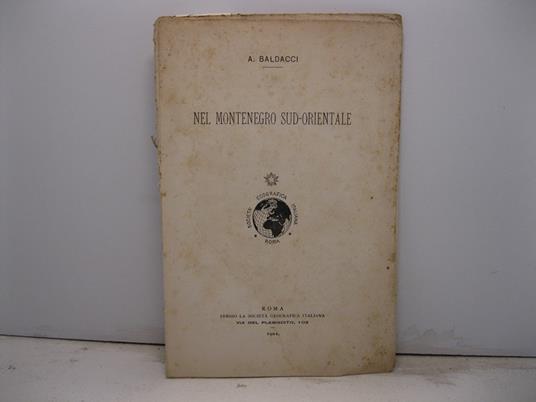 A. BALDACCI
NEL MONTENEGRO SUD-ORIENTALE
SOCIETÀ GEOGRAFICA ITALIANA
ROMA
ROMA
PRESSO LA SOCIETÀ GEOGRAFICA ITALIANA
VIA DEL PLEBISCITO, 102